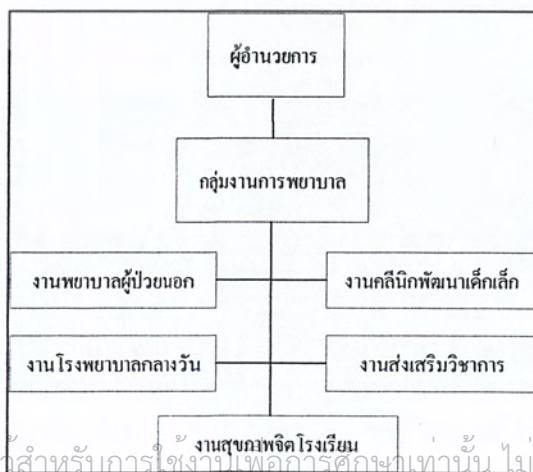 ผู้อำนวยการ
กลุ่มงานการพยาบาล
งานพยาบาลผู้ป่วยนอก
งานคลีนิกพัฒนาเด็กเล็ก
งานโรงพยาบาลกลางวัน
งานส่งเสริมวิชาการ
งานสุขภาพจิตโรงเรียน
สำหรับการใช้งานเพื่อการศึกษาเท่านั้น